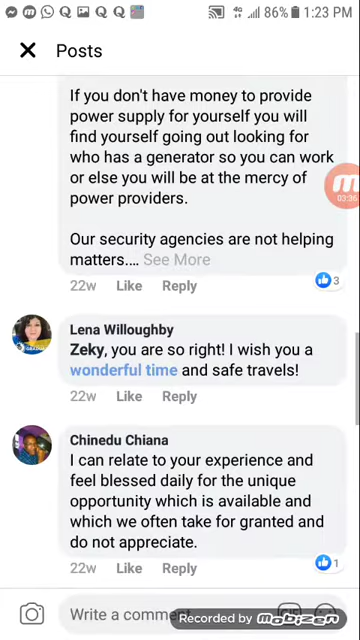 86% 1:23 PM
Posts
If you don't have money to provide
power supply for yourself you will
find yourself going out looking for
who has a generator so you can work
or else you will be at the mercy of
power providers.
03:36
Our security agencies are not helping
matters.... See More
22w Like Reply 3
Lena Willoughby
Zeky, you are so right! I wish you a
wonderful time and safe travels!
22w Like Reply
Chinedu Chiana
I can relate to your experience and
feel blessed daily for the unique
opportunity which is available and
which we often take for granted and
do not appreciate.
22w Like Reply 1
Write a comment
Recorded by mobizen